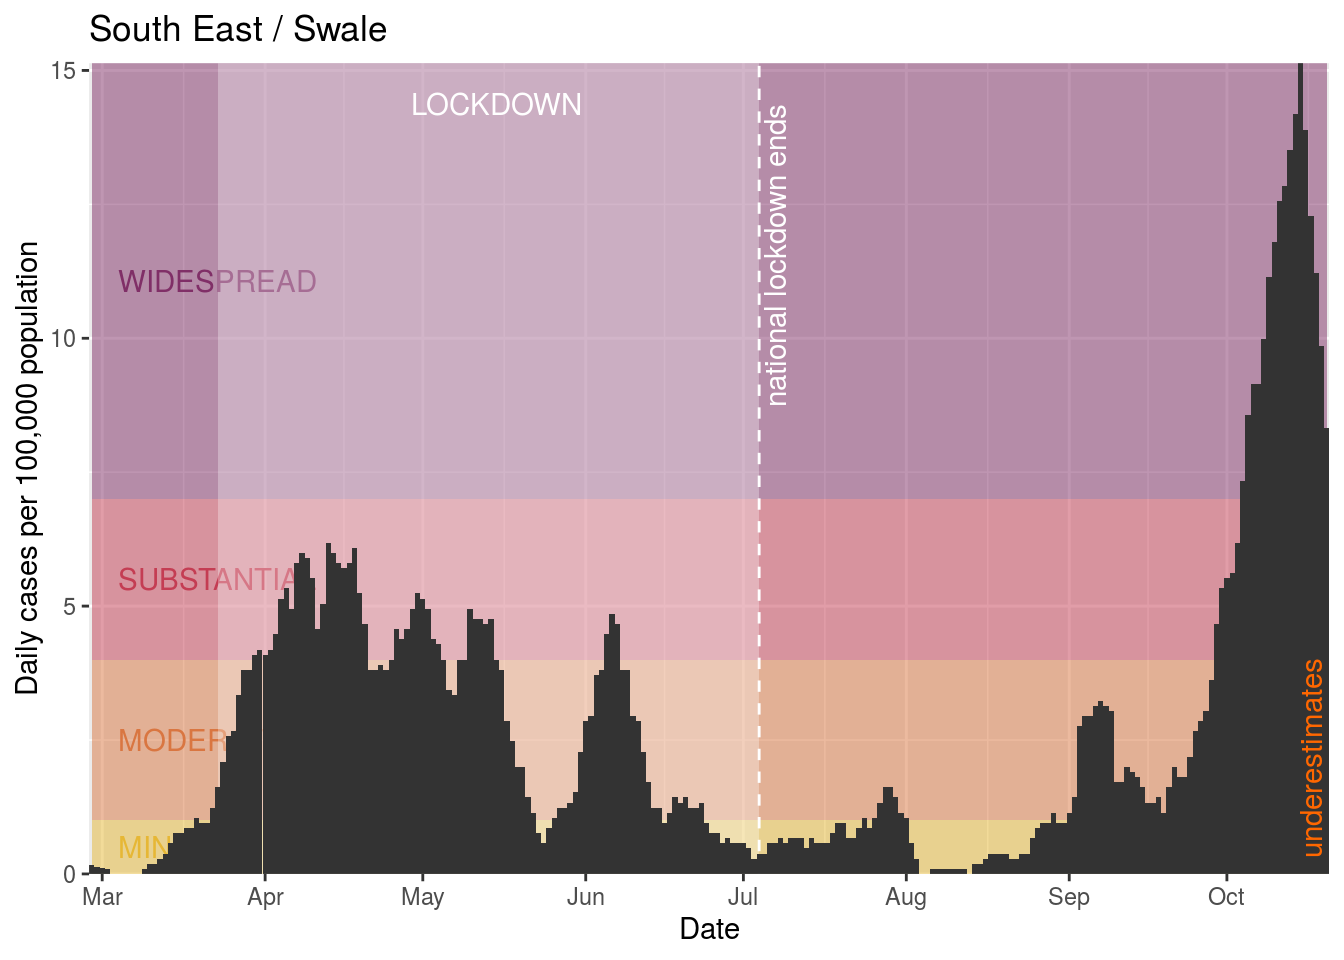 South East / Swale
Daily cases per 100,000 population
15
10
5
0
LOCKDOWN
national lockdown ends
WIDESPREAD
SUBSTANTIA
MODER
MIN
underestimates
Mar Apr May Jun Jul Aug Sep Oct
Date